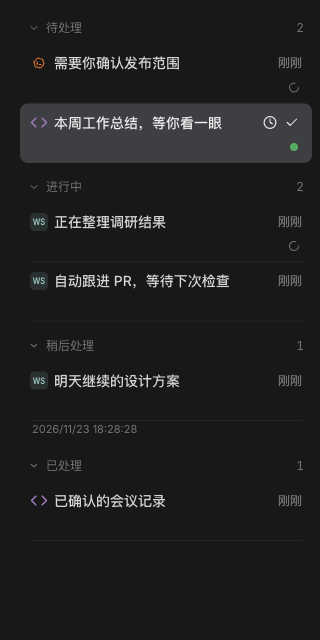 待处理 2
需要你确认发布范围 刚刚
本周工作总结，等你看一眼
进行中 2
WS 正在整理调研结果 刚刚
WS 自动跟进 PR，等待下次检查 刚刚
稍后处理 1
WS 明天继续的设计方案 刚刚
2026/11/23 18:28:28
已处理 1
已确认的会议记录 刚刚